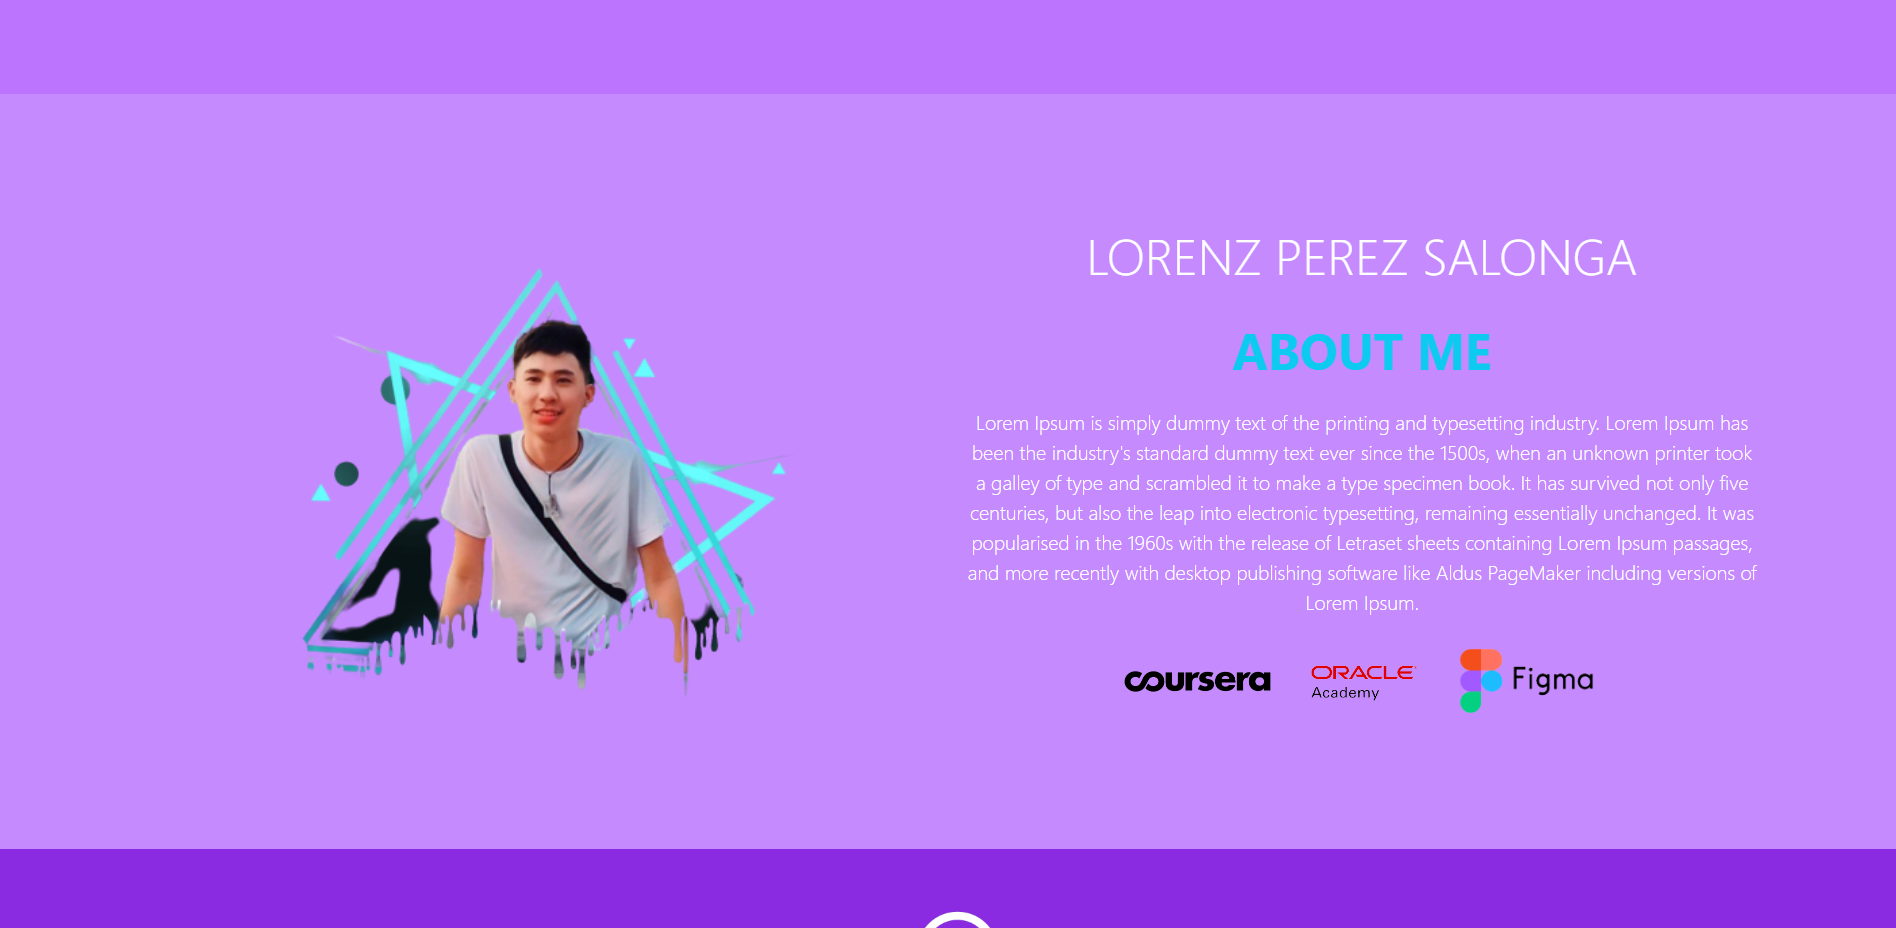 LORENZ PEREZ SALONGA
ABOUT ME
Lorem Ipsum is simply dummy text of the printing and typesetting industry. Lorem Ipsum has
been the industry's standard dummy text ever since the 1500s, when an unknown printer took
a galley of type and scrambled it to make a type specimen book. It has survived not only five
centuries, but also the leap into electronic typesetting, remaining essentially unchanged. It was
popularised in the 1960s with the release of Letraset sheets containing Lorem Ipsum passages,
and more recently with desktop publishing software like Aldus PageMaker including versions of
Lorem Ipsum.
coursera
ORACLE
Academy
Figma